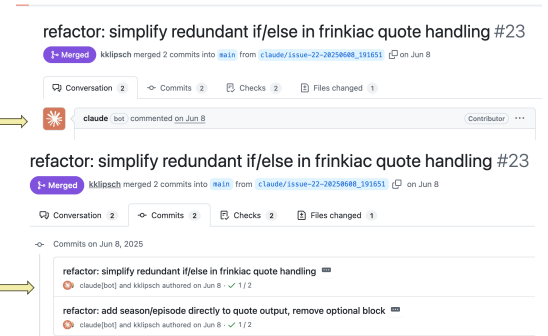 refactor: simplify redundant if/else in frinkiac quote handling #23
Merged kklipsch merged 2 commits into main from claude/issue-22-20250608_191651 on Jun 8
Conversation 2 Commits 2 Checks 2 Files changed 1
claude bot commented on Jun 8 Contributor ...
refactor: simplify redundant if/else in frinkiac quote handling #23
Merged kklipsch merged 2 commits into main from claude/issue-22-20250608_191651 on Jun 8
Conversation 2 Commits 2 Checks 2 Files changed 1
Commits on Jun 8, 2025
refactor: simplify redundant if/else in frinkiac quote handling ...
claude[bot] and kklipsch authored on Jun 8 · ✓ 1 / 2
refactor: add season/episode directly to quote output, remove optional block ...
claude[bot] and kklipsch authored on Jun 8 · ✓ 1 / 2